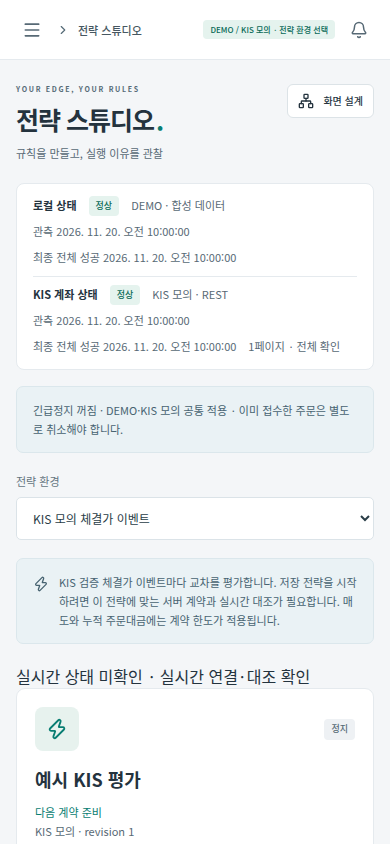 전략 스튜디오
DEMO / KIS 모의 · 전략 환경 선택
YOUR EDGE, YOUR RULES
전략 스튜디오.
화면 설계
규칙을 만들고, 실행 이유를 관찰
로컬 상태 정상 DEMO · 합성 데이터
관측 2026. 11. 20. 오전 10:00:00
최종 전체 성공 2026. 11. 20. 오전 10:00:00
KIS 계좌 상태 정상 KIS 모의 · REST
관측 2026. 11. 20. 오전 10:00:00
최종 전체 성공 2026. 11. 20. 오전 10:00:00 1페이지 · 전체 확인
긴급정지 꺼짐 · DEMO·KIS 모의 공통 적용 · 이미 접수한 주문은 별도
로 취소해야 합니다.
전략 환경
KIS 모의 체결가 이벤트
KIS 검증 체결가 이벤트마다 교차를 평가합니다. 저장 전략을 시작
하려면 이 전략에 맞는 서버 계약과 실시간 대조가 필요합니다. 매
도와 누적 주문대금에는 계약 한도가 적용됩니다.
실시간 상태 미확인 · 실시간 연결·대조 확인
정지
예시 KIS 평가
다음 계약 준비
KIS 모의 · revision 1